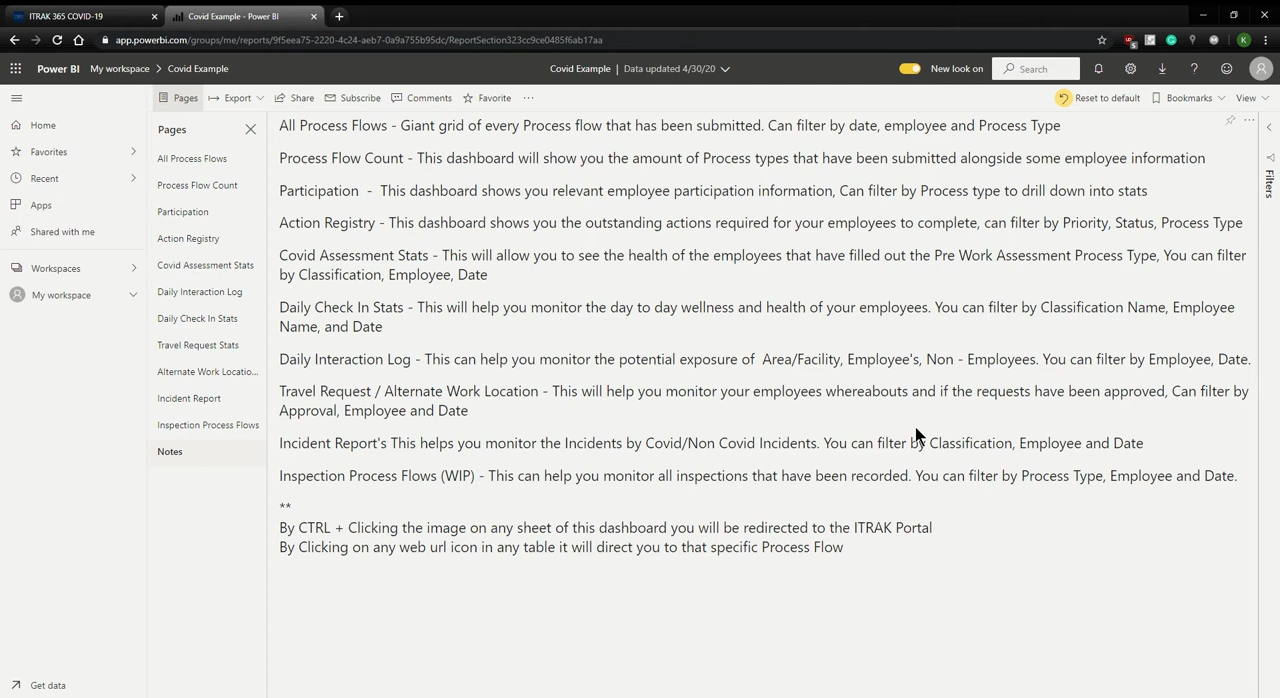 ITRAK 365 COVID-19
Covid Example - Power BI
app.powerbi.com/groups/me/reports/9f5eea75-2220-4c24-aeb7-0a9a755b95dc/ReportSection323cc9ce0485f6ab17aa
Power BI My workspace > Covid Example
Covid Example | Data updated 4/30/20
New look on
Search
Pages
Export
Share
Subscribe
Comments
Favorite
Reset to default
Bookmarks
View
Home
Favorites
Recent
Apps
Shared with me
Workspaces
My workspace
Get data
Pages
All Process Flows
Process Flow Count
Participation
Action Registry
Covid Assessment Stats
Daily Interaction Log
Daily Check In Stats
Travel Request Stats
Alternate Work Locatio...
Incident Report
Inspection Process Flows
Notes
All Process Flows - Giant grid of every Process flow that has been submitted. Can filter by date, employee and Process Type
Process Flow Count - This dashboard will show you the amount of Process types that have been submitted alongside some employee information
Participation - This dashboard shows you relevant employee participation information, Can filter by Process type to drill down into stats
Action Registry - This dashboard shows you the outstanding actions required for your employees to complete, can filter by Priority, Status, Process Type
Covid Assessment Stats - This will allow you to see the health of the employees that have filled out the Pre Work Assessment Process Type, You can filter
by Classification, Employee, Date
Daily Check In Stats - This will help you monitor the day to day wellness and health of your employees. You can filter by Classification Name, Employee
Name, and Date
Daily Interaction Log - This can help you monitor the potential exposure of Area/Facility, Employee's, Non - Employees. You can filter by Employee, Date.
Travel Request / Alternate Work Location - This will help you monitor your employees whereabouts and if the requests have been approved, Can filter by
Approval, Employee and Date
Incident Report's This helps you monitor the Incidents by Covid/Non Covid Incidents. You can filter by Classification, Employee and Date
Inspection Process Flows (WIP) - This can help you monitor all inspections that have been recorded. You can filter by Process Type, Employee and Date.
**
By CTRL + Clicking the image on any sheet of this dashboard you will be redirected to the ITRAK Portal
By Clicking on any web url icon in any table it will direct you to that specific Process Flow
Filters